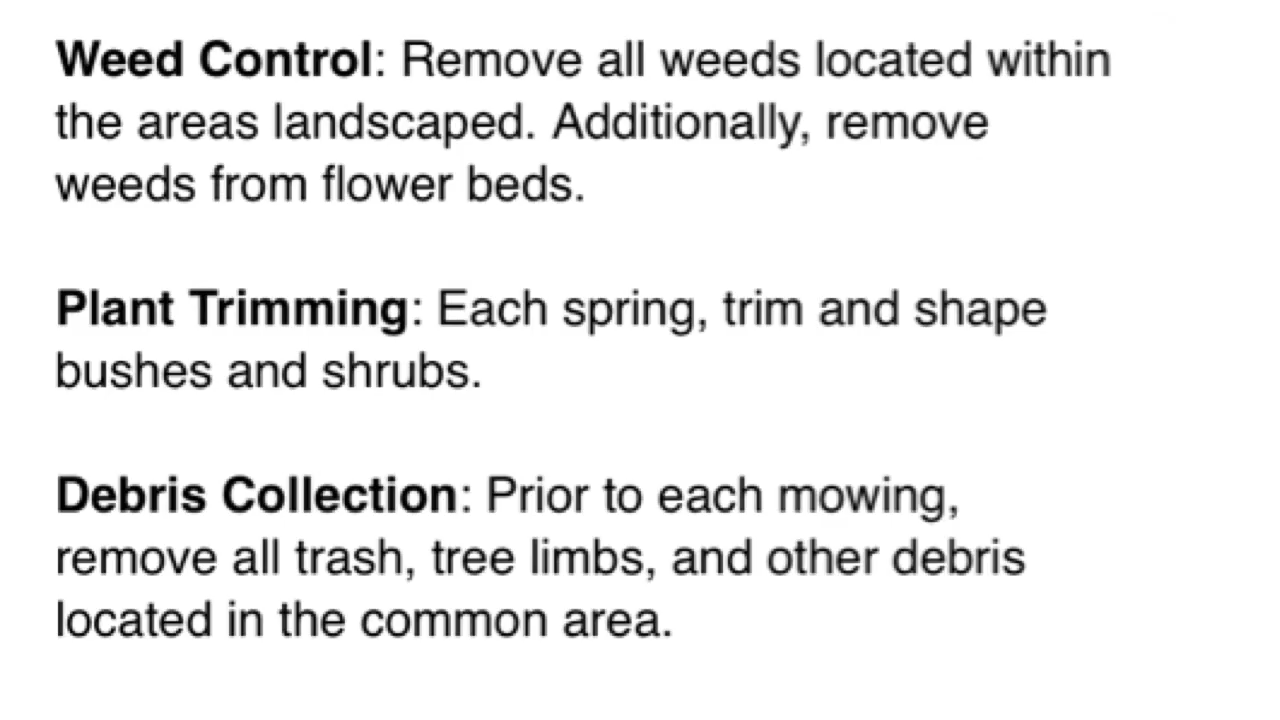 Weed Control: Remove all weeds located within
the areas landscaped. Additionally, remove
weeds from flower beds.
Plant Trimming: Each spring, trim and shape
bushes and shrubs.
Debris Collection: Prior to each mowing,
remove all trash, tree limbs, and other debris
located in the common area.